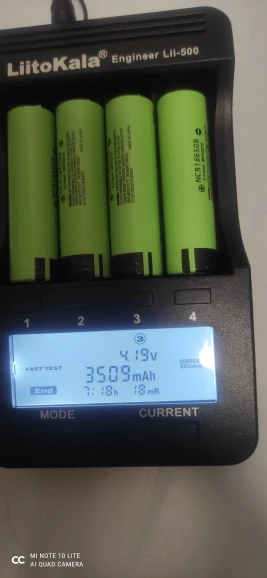 LiitoKala® Engineer Lii-500
NCR18650B
1 2 3 4
3
4.19v
FAST TEST
3509mAh
CURRENT
500mA
End
7:18h 18mR
MODE CURRENT
MI NOTE 10 LITE
AI QUAD CAMERA